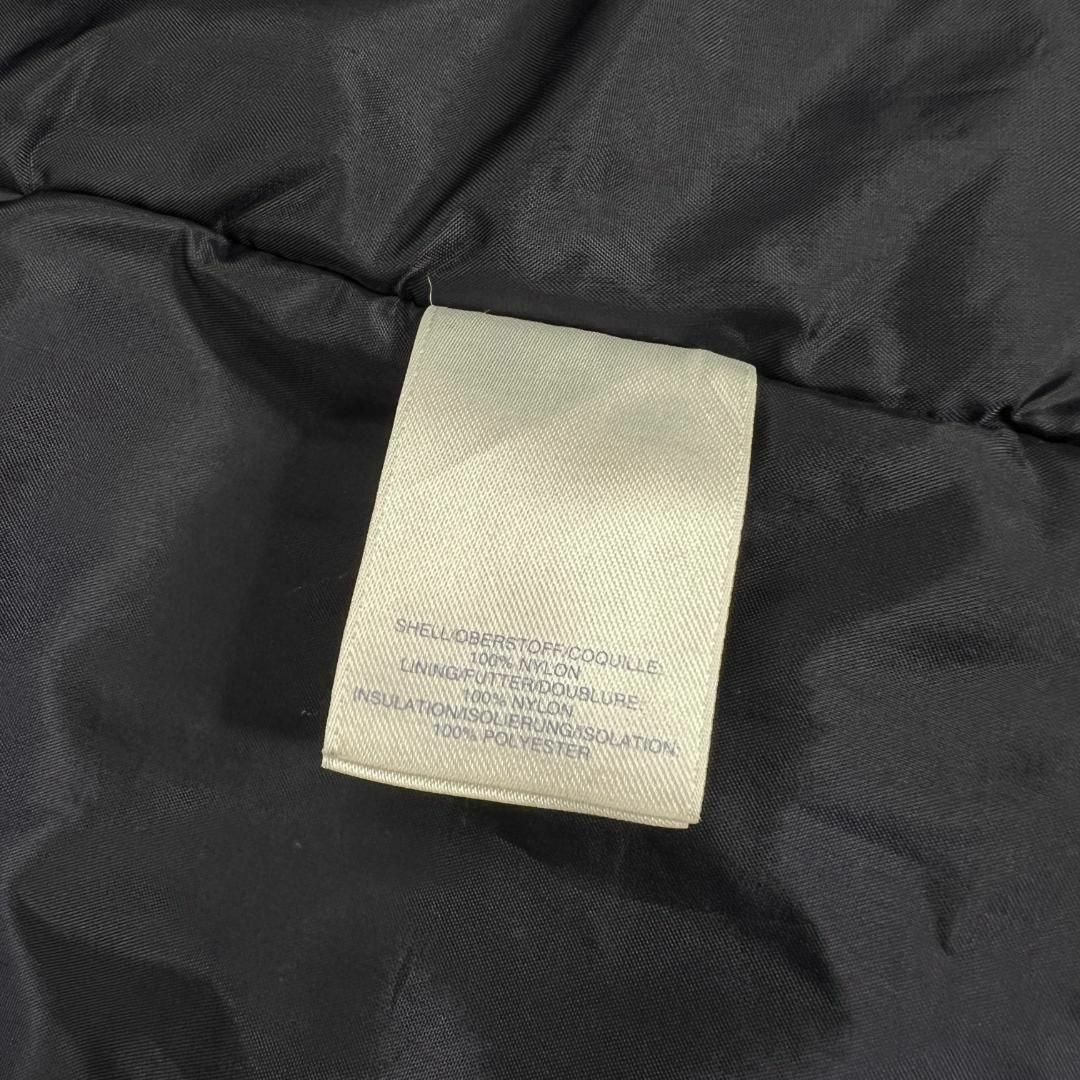 SHELL/OBERSTOFF/COQUILLE:
100% NYLON
LINING/FUTTER/DOUBLURE:
100% NYLON
INSULATION/ISOLIERUNG/ISOLATION:
100% POLYESTER